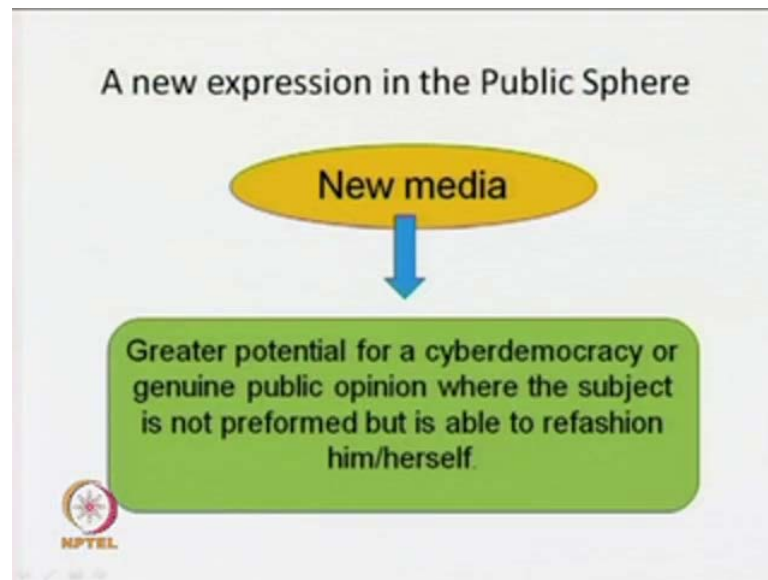 A new expression in the Public Sphere
New media
Greater potential for a cyberdemocracy or
genuine public opinion where the subject
is not preformed but is able to refashion
him/herself.
NPTEL